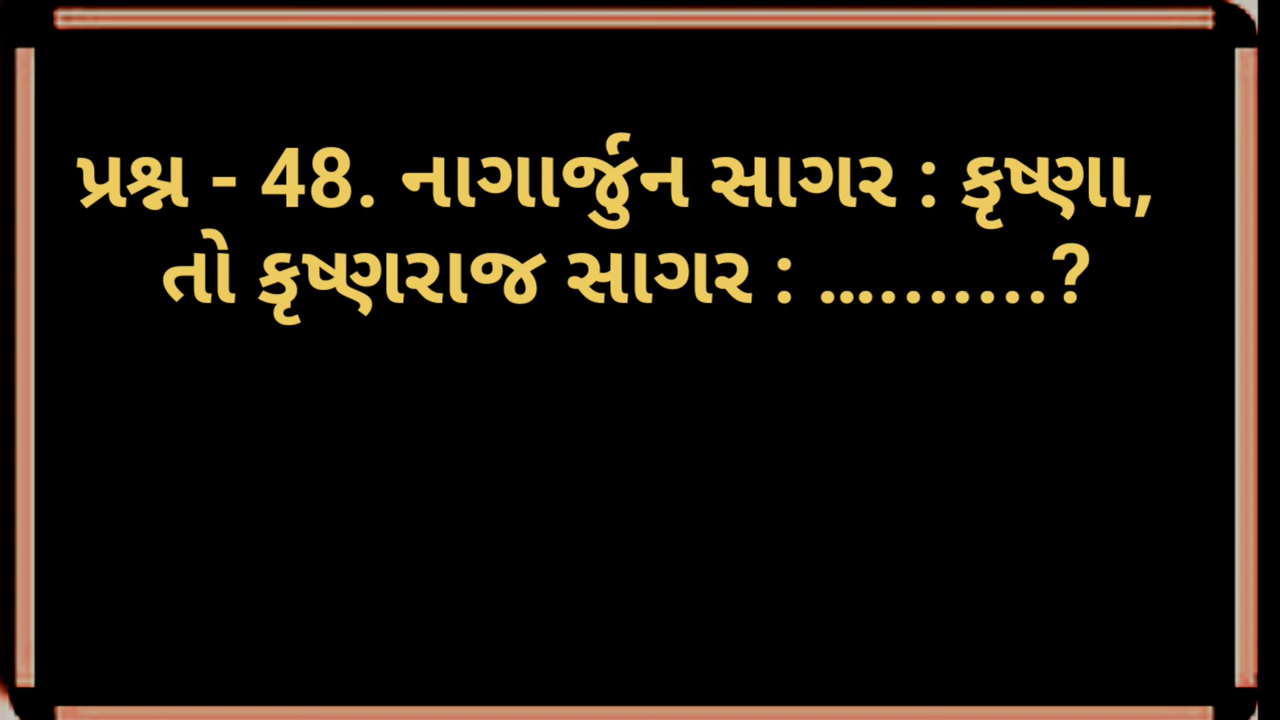 પ્રશ્ન - 48. નાગાર્જુન સાગર : કૃષ્ણા,
તો કૃષ્ણરાજ સાગર : ..........?